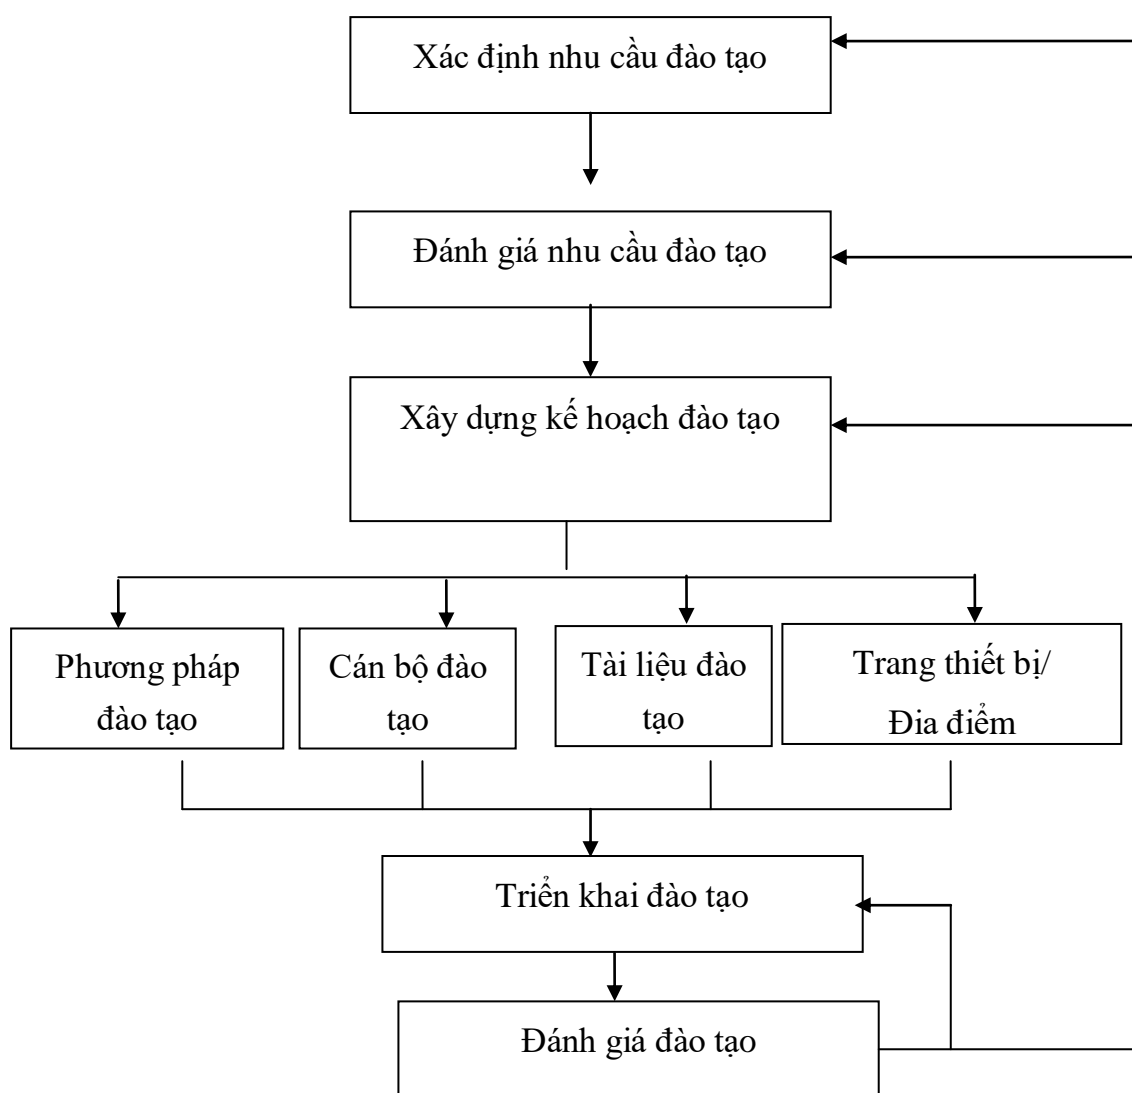 Xác định nhu cầu đào tạo
Đánh giá nhu cầu đào tạo
Xây dựng kế hoạch đào tạo
Phương pháp
đào tạo
Cán bộ đào
tạo
Tài liệu đào
tạo
Trang thiết bị/
Đia điểm
Triển khai đào tạo
Đánh giá đào tạo